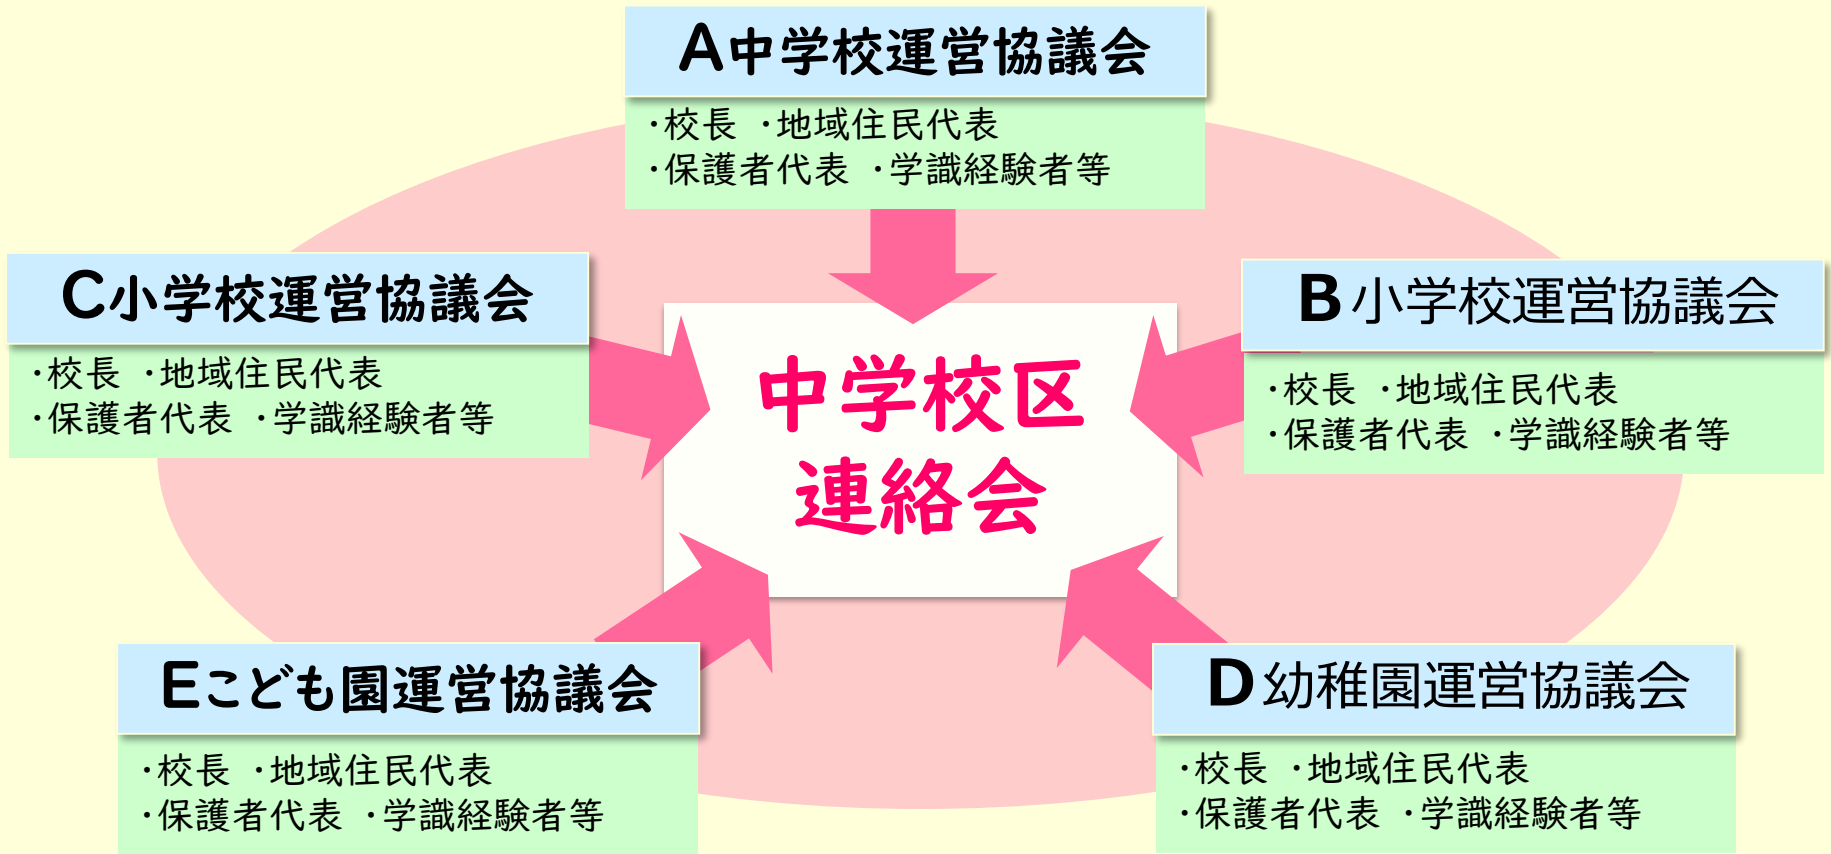 A中学校運営協議会
・校長 ・地域住民代表
・保護者代表 ・学識経験者等
C小学校運営協議会
・校長 ・地域住民代表
・保護者代表 ・学識経験者等
B小学校運営協議会
・校長 ・地域住民代表
・保護者代表 ・学識経験者等
中学校区
連絡会
Eこども園運営協議会
・校長 ・地域住民代表
・保護者代表 ・学識経験者等
D幼稚園運営協議会
・校長 ・地域住民代表
・保護者代表 ・学識経験者等